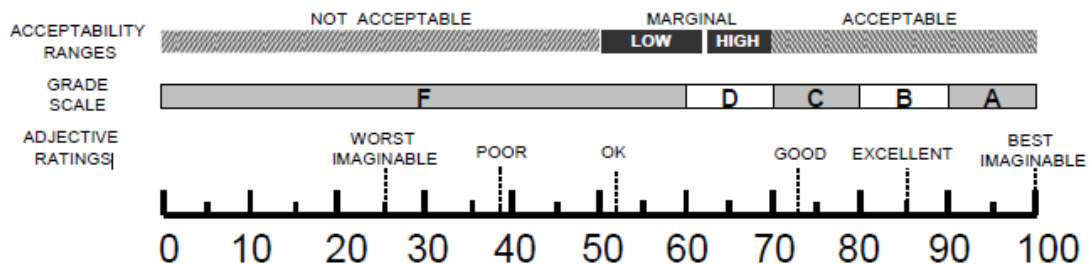 NOT ACCEPTABLE MARGINAL ACCEPTABLE
ACCEPTABILITY
RANGES
LOW HIGH
GRADE
SCALE
F D C B A
ADJECTIVE
RATINGS
WORST
IMAGINABLE
POOR
OK
GOOD
EXCELLENT
BEST
IMAGINABLE
0 10 20 30 40 50 60 70 80 90 100